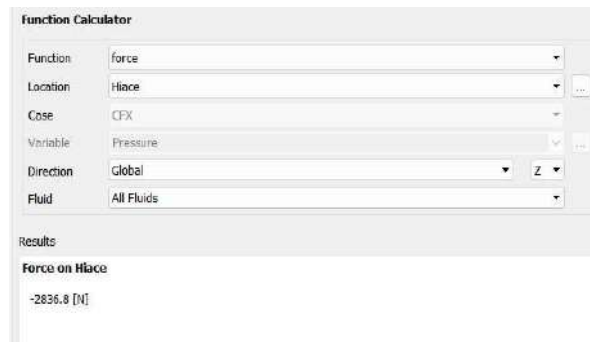 Function Calculator
Function force
Location Hiace ...
Case CFX
Variable Pressure ...
Direction Global Z
Fluid All Fluids
Results
Force on Hiace
-2836.8 [N]